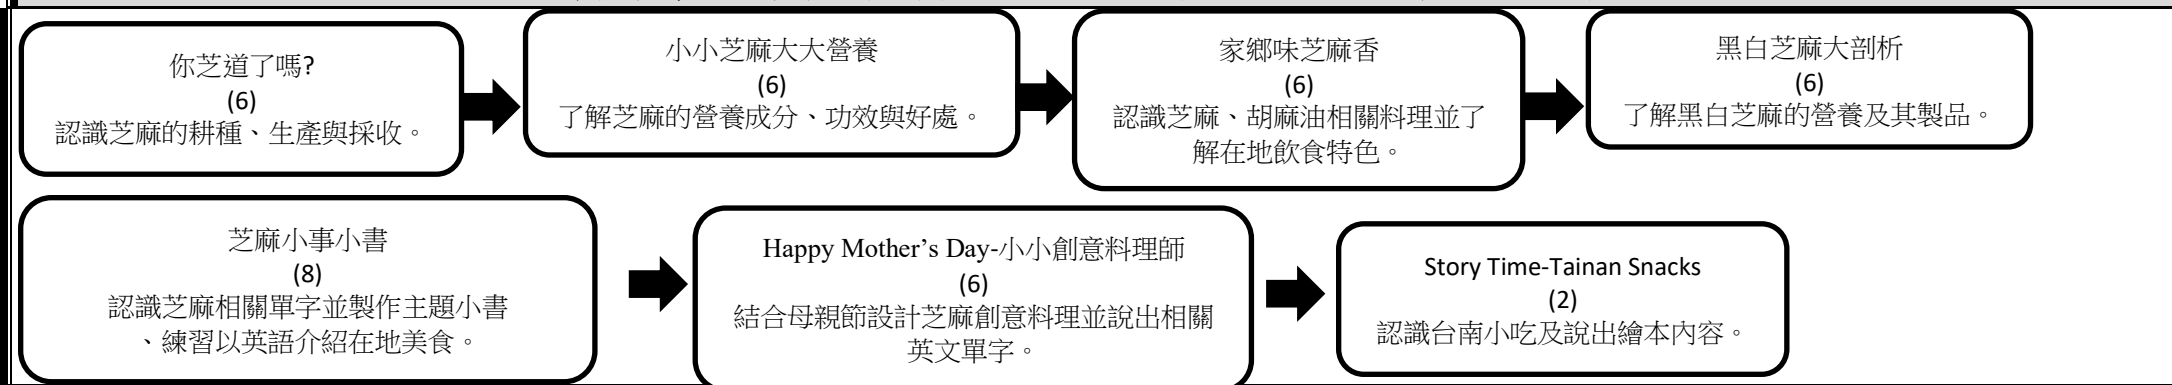 你芝道了嗎?
(6)
認識芝麻的耕種、生產與採收。
小小芝麻大大營養
(6)
了解芝麻的營養成分、功效與好處。
家鄉味芝麻香
(6)
認識芝麻、胡麻油相關料理並了
解在地飲食特色。
黑白芝麻大剖析
(6)
了解黑白芝麻的營養及其製品。
芝麻小事小書
(8)
認識芝麻相關單字並製作主題小書
、練習以英語介紹在地美食。
Happy Mother’s Day-小小創意料理師
(6)
結合母親節設計芝麻創意料理並說出相關
英文單字。
Story Time-Tainan Snacks
(2)
認識台南小吃及說出繪本內容。